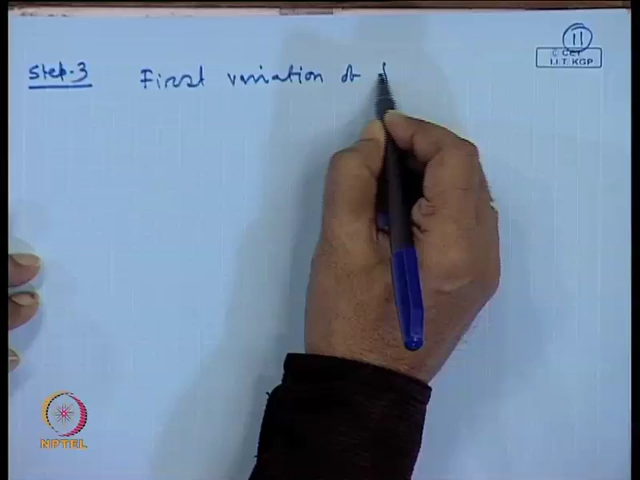 11
C CET
I.I.T. KGP
Step-3 First variation of
NPTEL